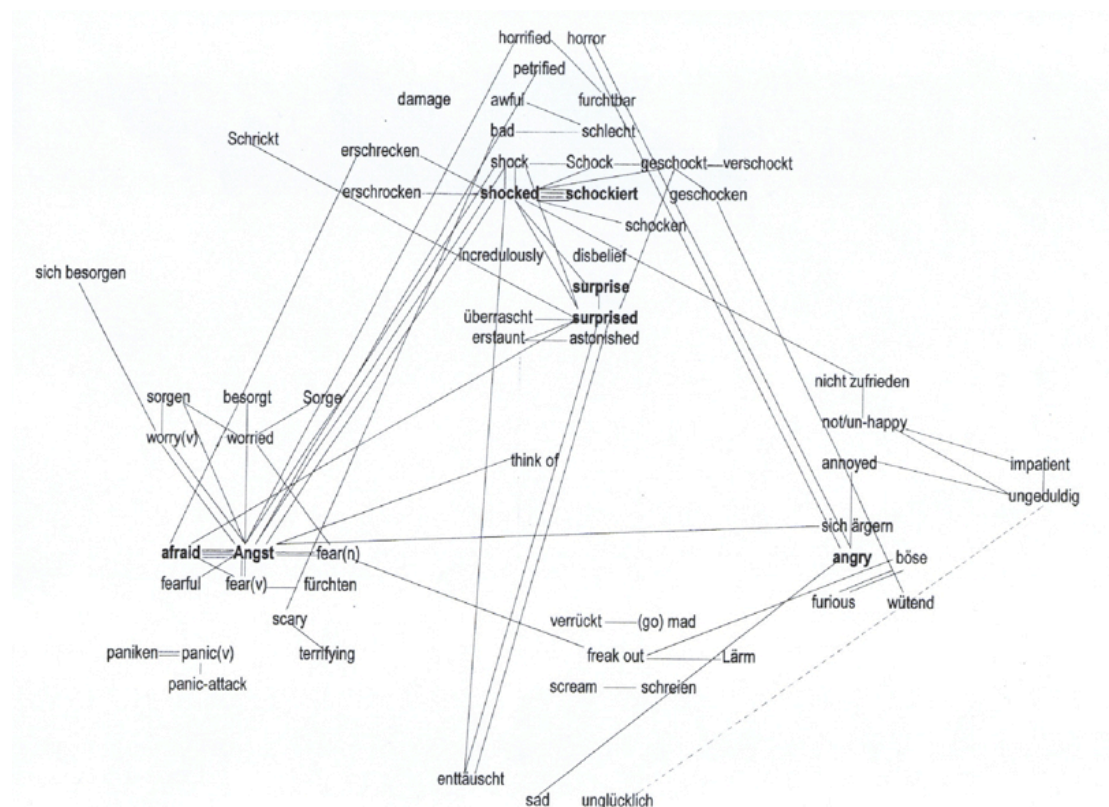 horrified horror
petrified
damage awful furchtbar
bad schlecht
Schrickt
erschrecken
shock Schock geschockt verschockt
erschrocken shocked schockiert geschocken
schocken
incredulously disbelief
sich besorgen
surprise
überrascht surprised
erstaunt astonished
nicht zufrieden
sorgen besorgt Sorge
not/un-happy
worry(v) worried
think of annoyed impatient
ungeduldig
sich ärgern
afraid Angst fear(n) angry böse
fearful fear(v) fürchten
furious wütend
scary
verrückt (go) mad
paniken panic(v) terrifying freak out Lärm
panic-attack scream schreien
enttäuscht
sad unglücklich